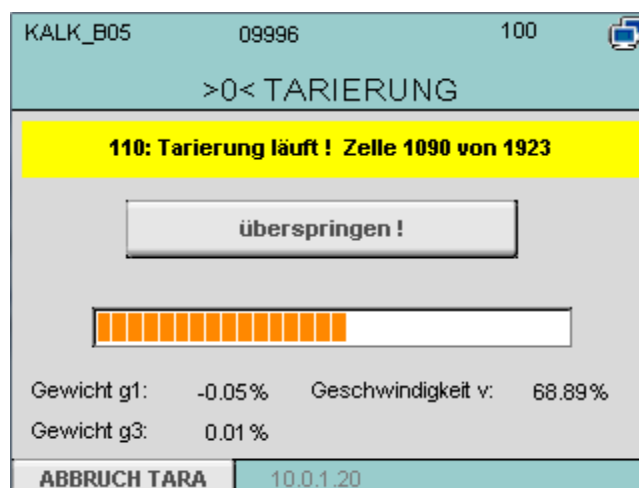 KALK_B05 09996 100
>0< TARIERUNG
110: Tarierung läuft ! Zelle 1090 von 1923
überspringen !
Gewicht g1: -0.05% Geschwindigkeit v: 68.89%
Gewicht g3: 0.01%
ABBRUCH TARA 10.0.1.20